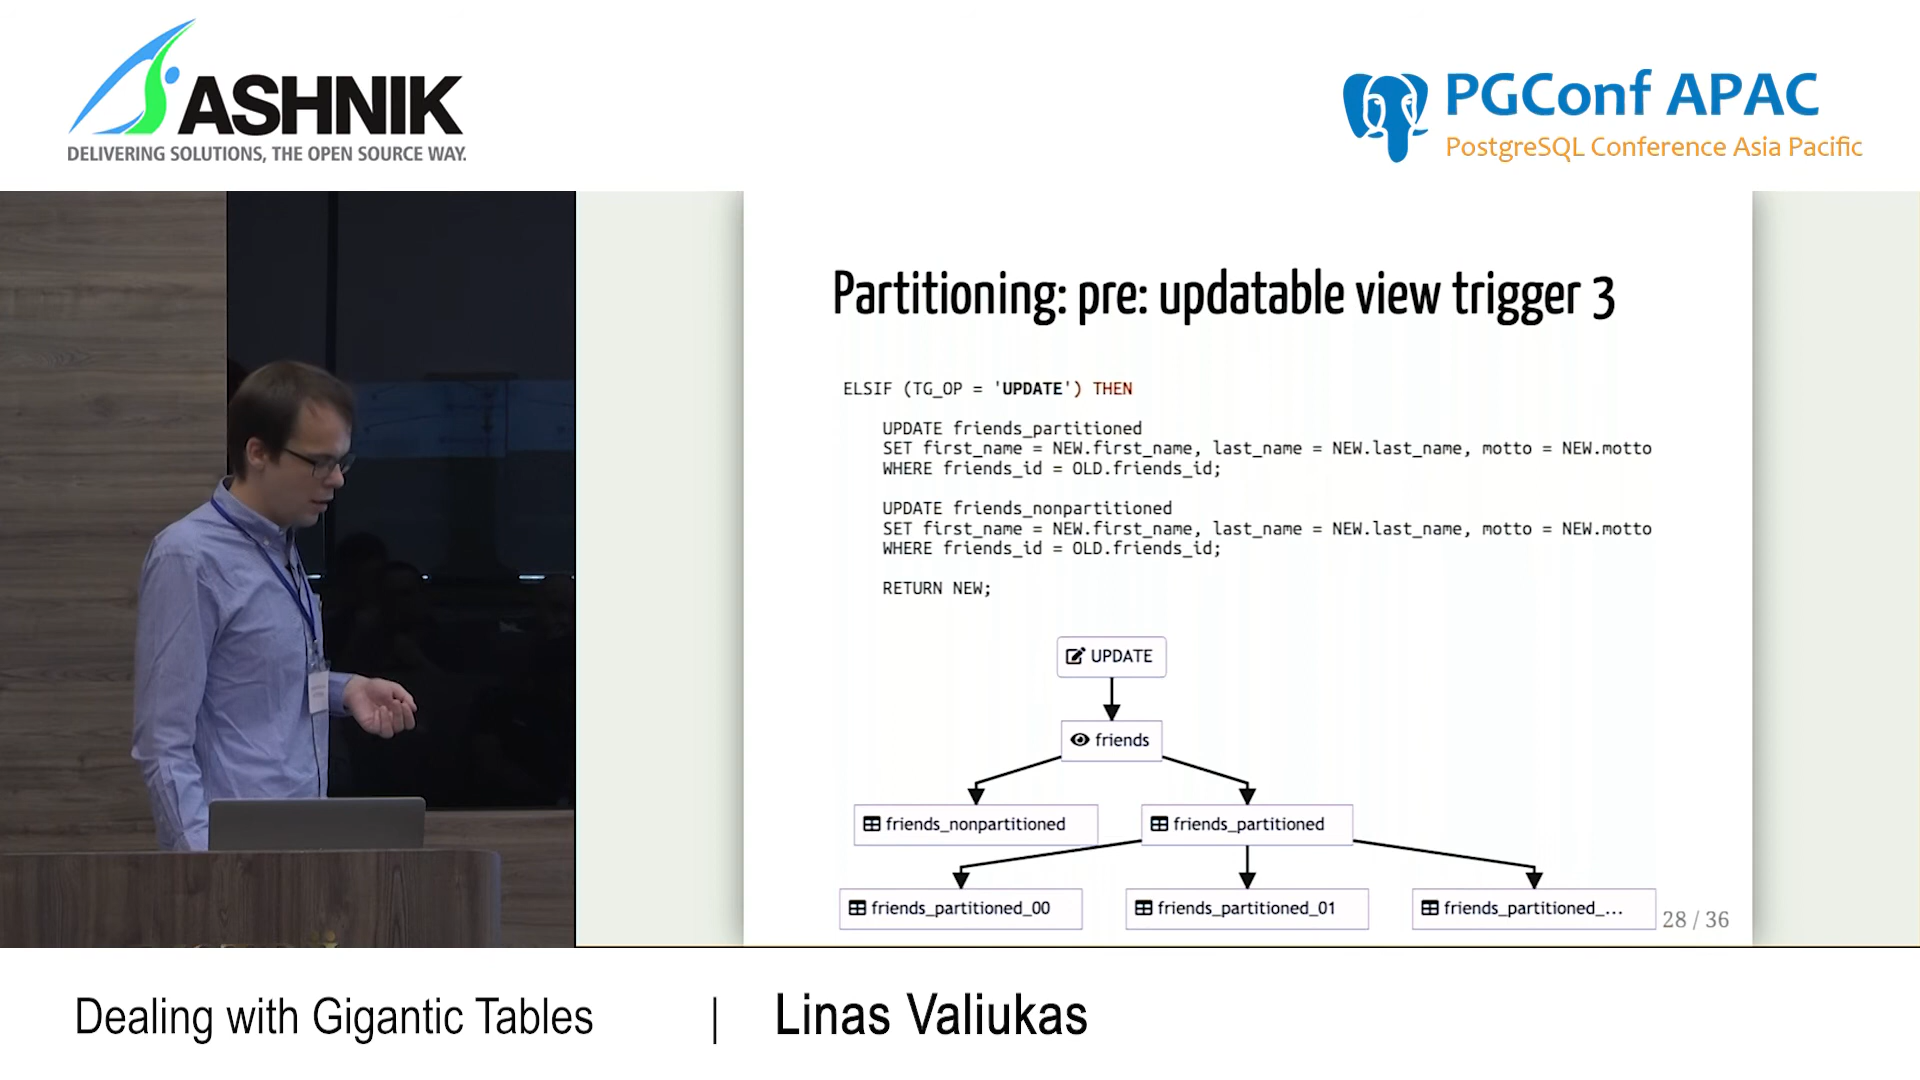 ASHNIK
DELIVERING SOLUTIONS, THE OPEN SOURCE WAY.
PGConf APAC
PostgreSQL Conference Asia Pacific
Partitioning: pre: updatable view trigger 3
ELSIF (TG_OP = 'UPDATE') THEN
UPDATE friends_partitioned
SET first_name = NEW.first_name, last_name = NEW.last_name, motto = NEW.motto
WHERE friends_id = OLD.friends_id;
UPDATE friends_nonpartitioned
SET first_name = NEW.first_name, last_name = NEW.last_name, motto = NEW.motto
WHERE friends_id = OLD.friends_id;
RETURN NEW;
UPDATE
friends
friends_nonpartitioned
friends_partitioned
friends_partitioned_00
friends_partitioned_01
friends_partitioned_...
28 / 36
Dealing with Gigantic Tables | Linas Valiukas